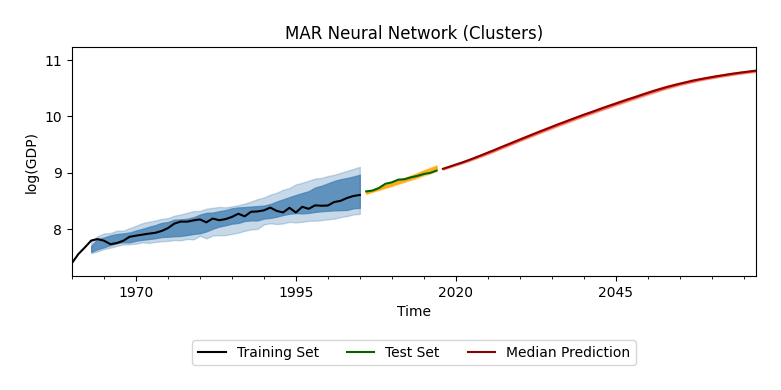 MAR Neural Network (Clusters)
11
10
9
8
log(GDP)
1970 1995 2020 2045
Time
Training Set Test Set Median Prediction